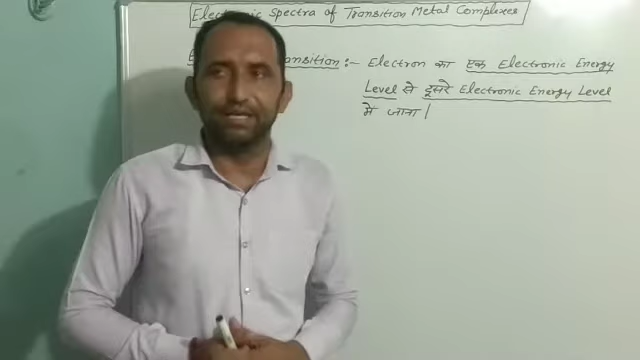 Electronic Spectra of Transition Metal Complexes
Transition :- Electron का एक Electronic Energy
Level से दूसरे Electronic Energy Level
में जाना |